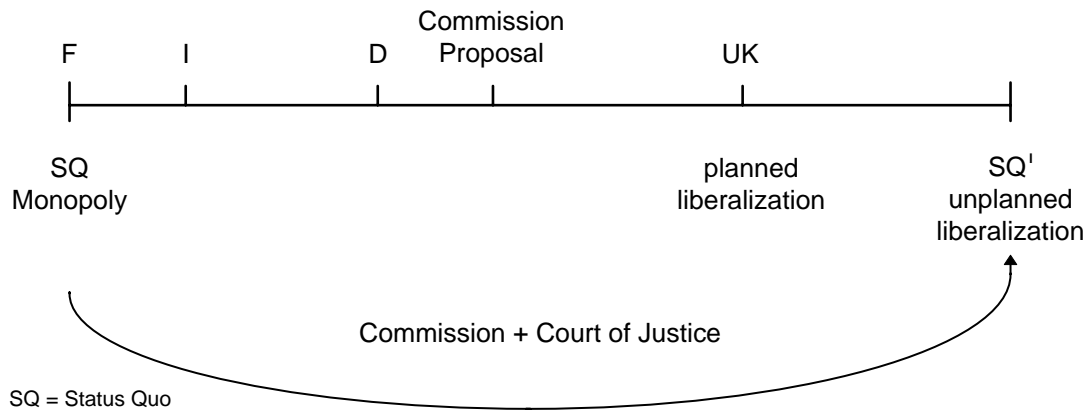 Commission
Proposal
F I D UK
SQ
Monopoly
planned
liberalization
SQ'
unplanned
liberalization
Commission + Court of Justice
SQ = Status Quo